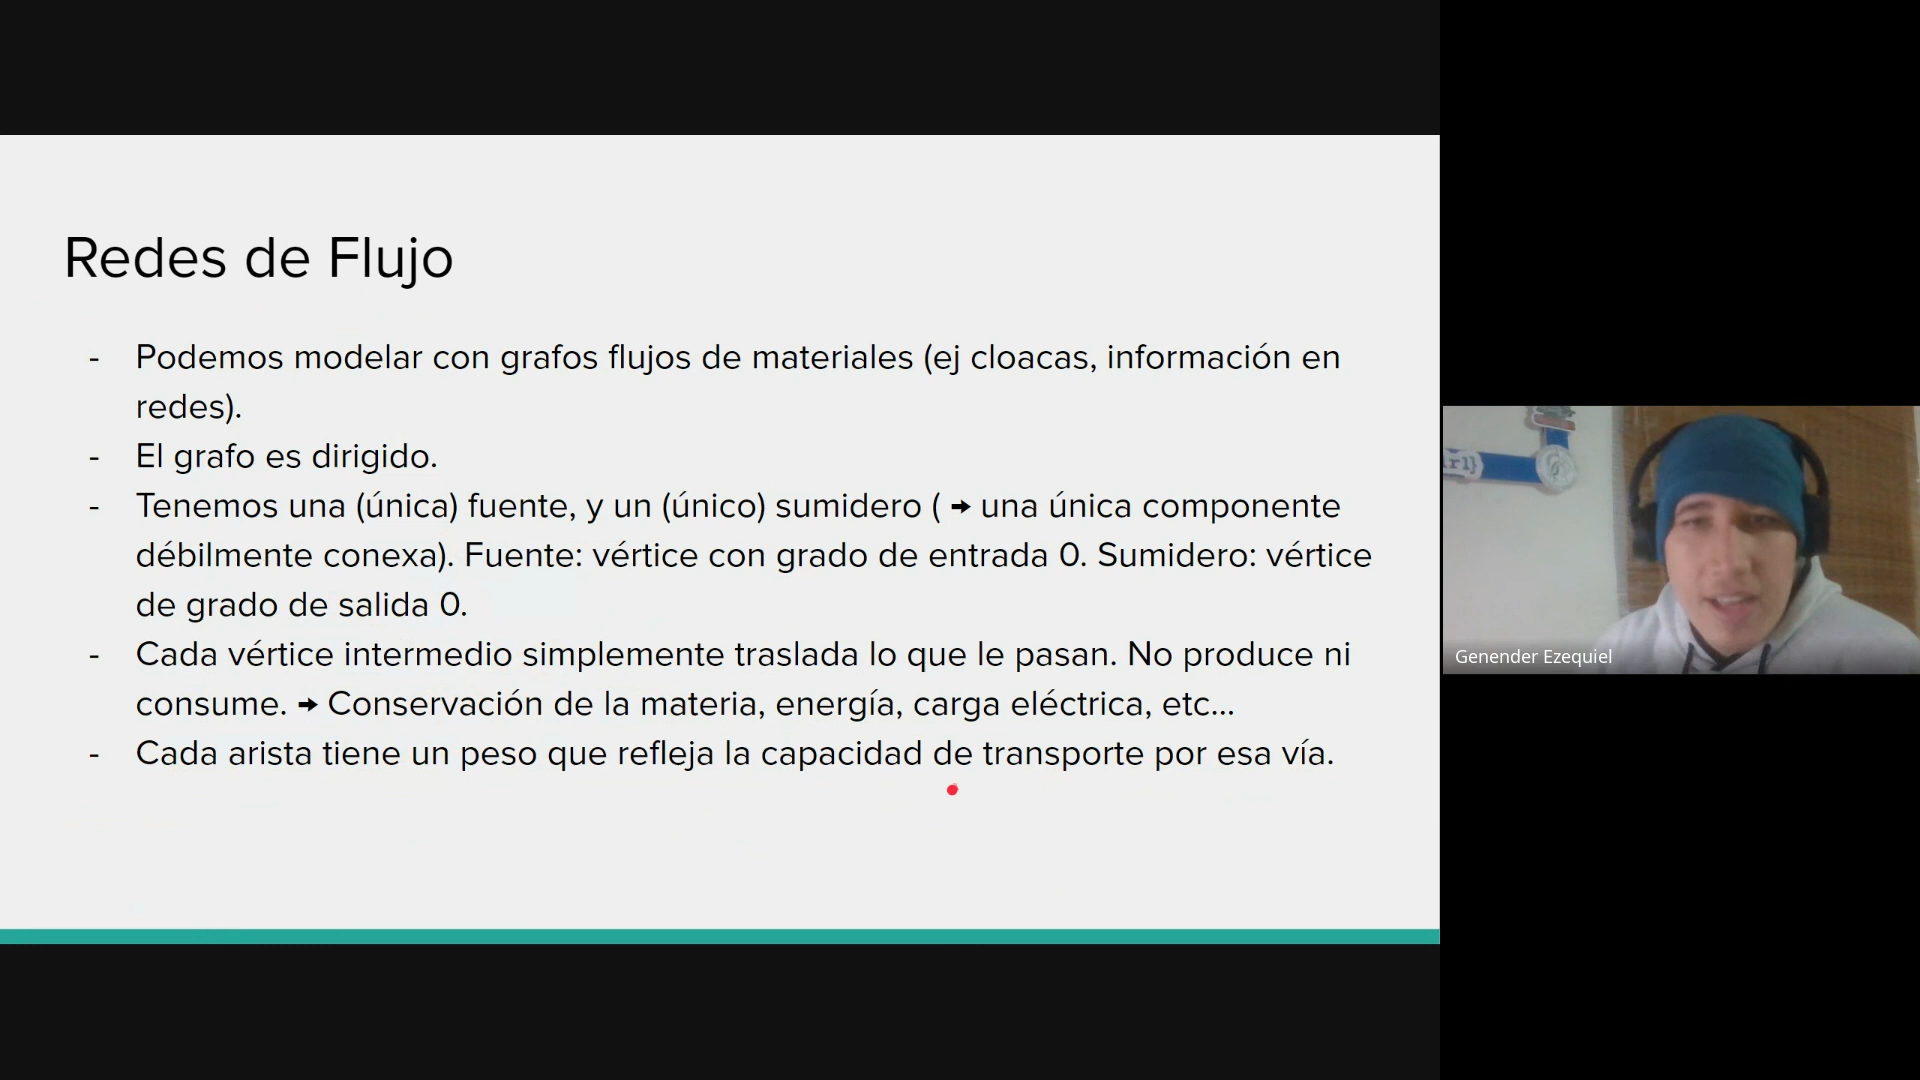 Redes de Flujo
- Podemos modelar con grafos flujos de materiales (ej cloacas, información en
redes).
- El grafo es dirigido.
- Tenemos una (única) fuente, y un (único) sumidero ( → una única componente
débilmente conexa). Fuente: vértice con grado de entrada 0. Sumidero: vértice
de grado de salida 0.
- Cada vértice intermedio simplemente traslada lo que le pasan. No produce ni
consume. → Conservación de la materia, energía, carga eléctrica, etc...
- Cada arista tiene un peso que refleja la capacidad de transporte por esa vía.
Genender Ezequiel